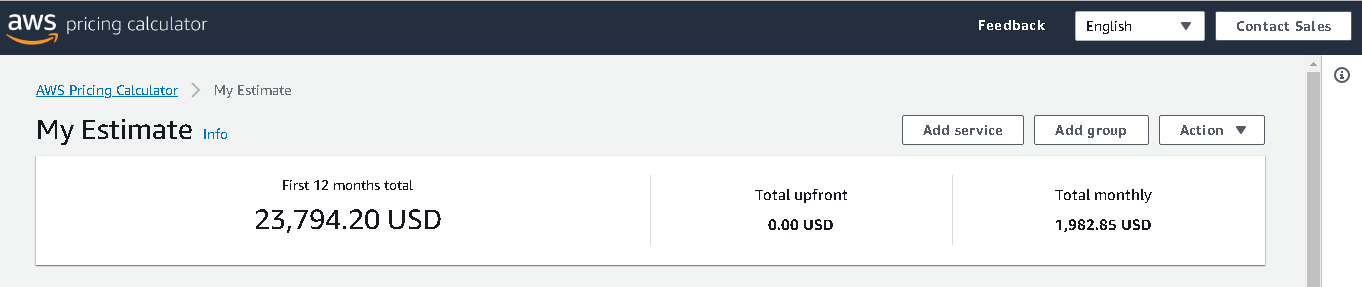 aws pricing calculator
Feedback
English
Contact Sales
AWS Pricing Calculator
My Estimate
My Estimate
Info
Add service
Add group
Action
First 12 months total
23,794.20 USD
Total upfront
0.00 USD
Total monthly
1,982.85 USD